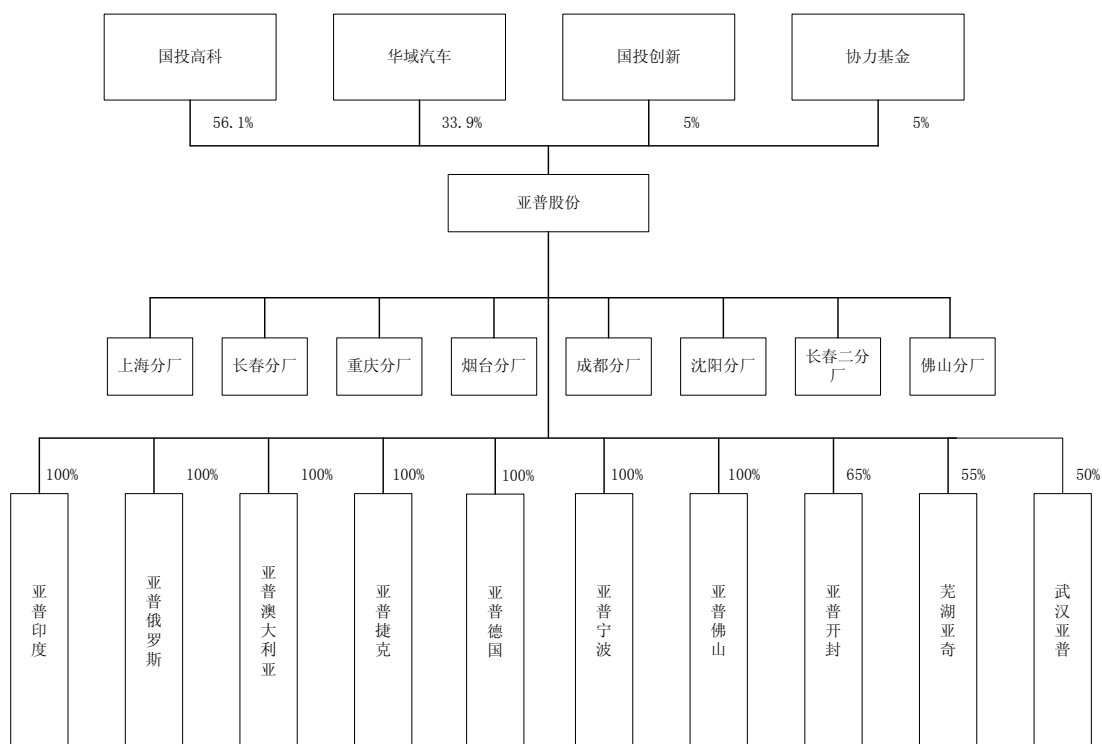 国投高科
华域汽车
国投创新
协力基金
56.1%
33.9%
5%
5%
亚普股份
上海分厂
长春分厂
重庆分厂
烟台分厂
成都分厂
沈阳分厂
长春二分
厂
佛山分厂
100%
100%
100%
100%
100%
100%
100%
65%
55%
50%
亚普印度
亚普俄罗斯
亚普澳大利亚
亚普捷克
亚普德国
亚普宁波
亚普佛山
亚普开封
芜湖亚奇
武汉亚普